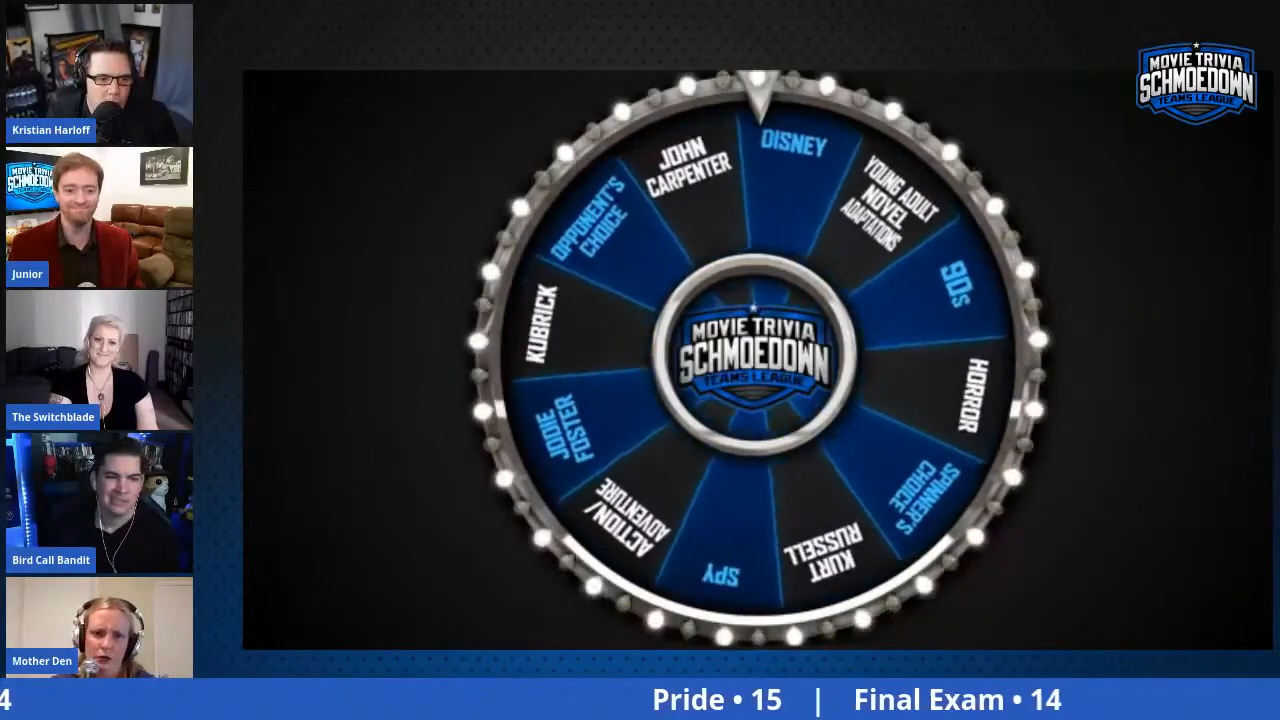 Kristian Harloff
Junior
The Switchblade
Bird Call Bandit
Mother Den
MOVIE TRIVIA
SCHMOEDOWN
TEAMS LEAGUE
DISNEY
YOUNG ADULT
NOVEL
ADAPTATIONS
90s
HORROR
SPINNER'S
CHOICE
KURT
RUSSELL
SPY
ACTION/
ADVENTURE
JODIE
FOSTER
KUBRICK
OPPONENT'S
CHOICE
JOHN
CARPENTER
MOVIE TRIVIA
SCHMOEDOWN
TEAMS LEAGUE
4 Pride • 15 | Final Exam • 14